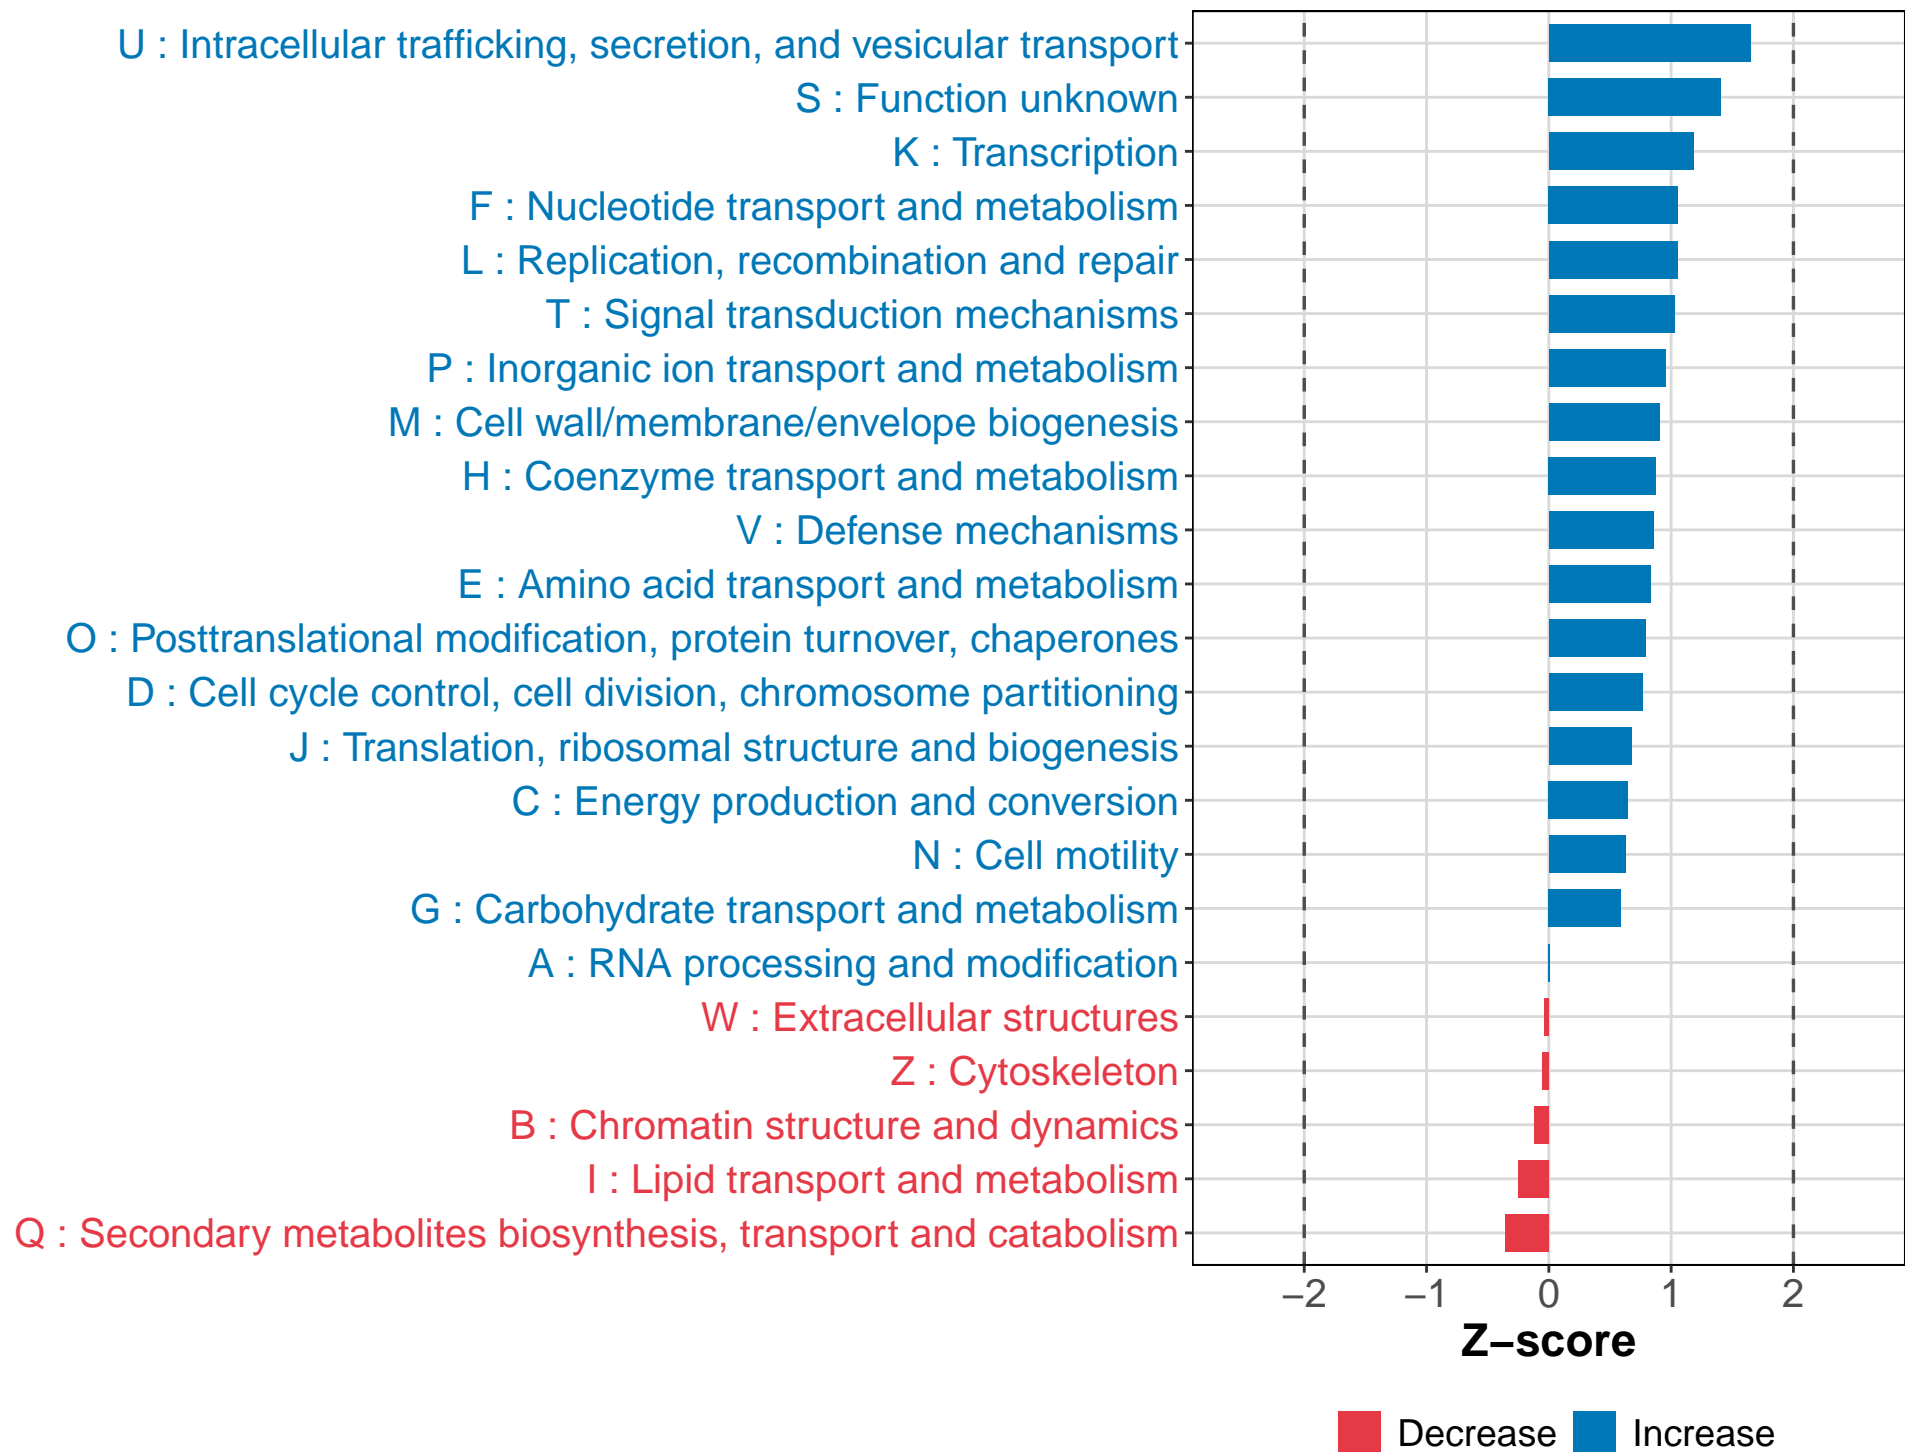 U : Intracellular trafficking, secretion, and vesicular transport
S : Function unknown
K : Transcription
F : Nucleotide transport and metabolism
L : Replication, recombination and repair
T : Signal transduction mechanisms
P : Inorganic ion transport and metabolism
M : Cell wall/membrane/envelope biogenesis
H : Coenzyme transport and metabolism
V : Defense mechanisms
E : Amino acid transport and metabolism
O : Posttranslational modification, protein turnover, chaperones
D : Cell cycle control, cell division, chromosome partitioning
J : Translation, ribosomal structure and biogenesis
C : Energy production and conversion
N : Cell motility
G : Carbohydrate transport and metabolism
A : RNA processing and modification
W : Extracellular structures
Z : Cytoskeleton
B : Chromatin structure and dynamics
I : Lipid transport and metabolism
Q : Secondary metabolites biosynthesis, transport and catabolism
−2 −1 0 1 2
Z−score
Decrease Increase